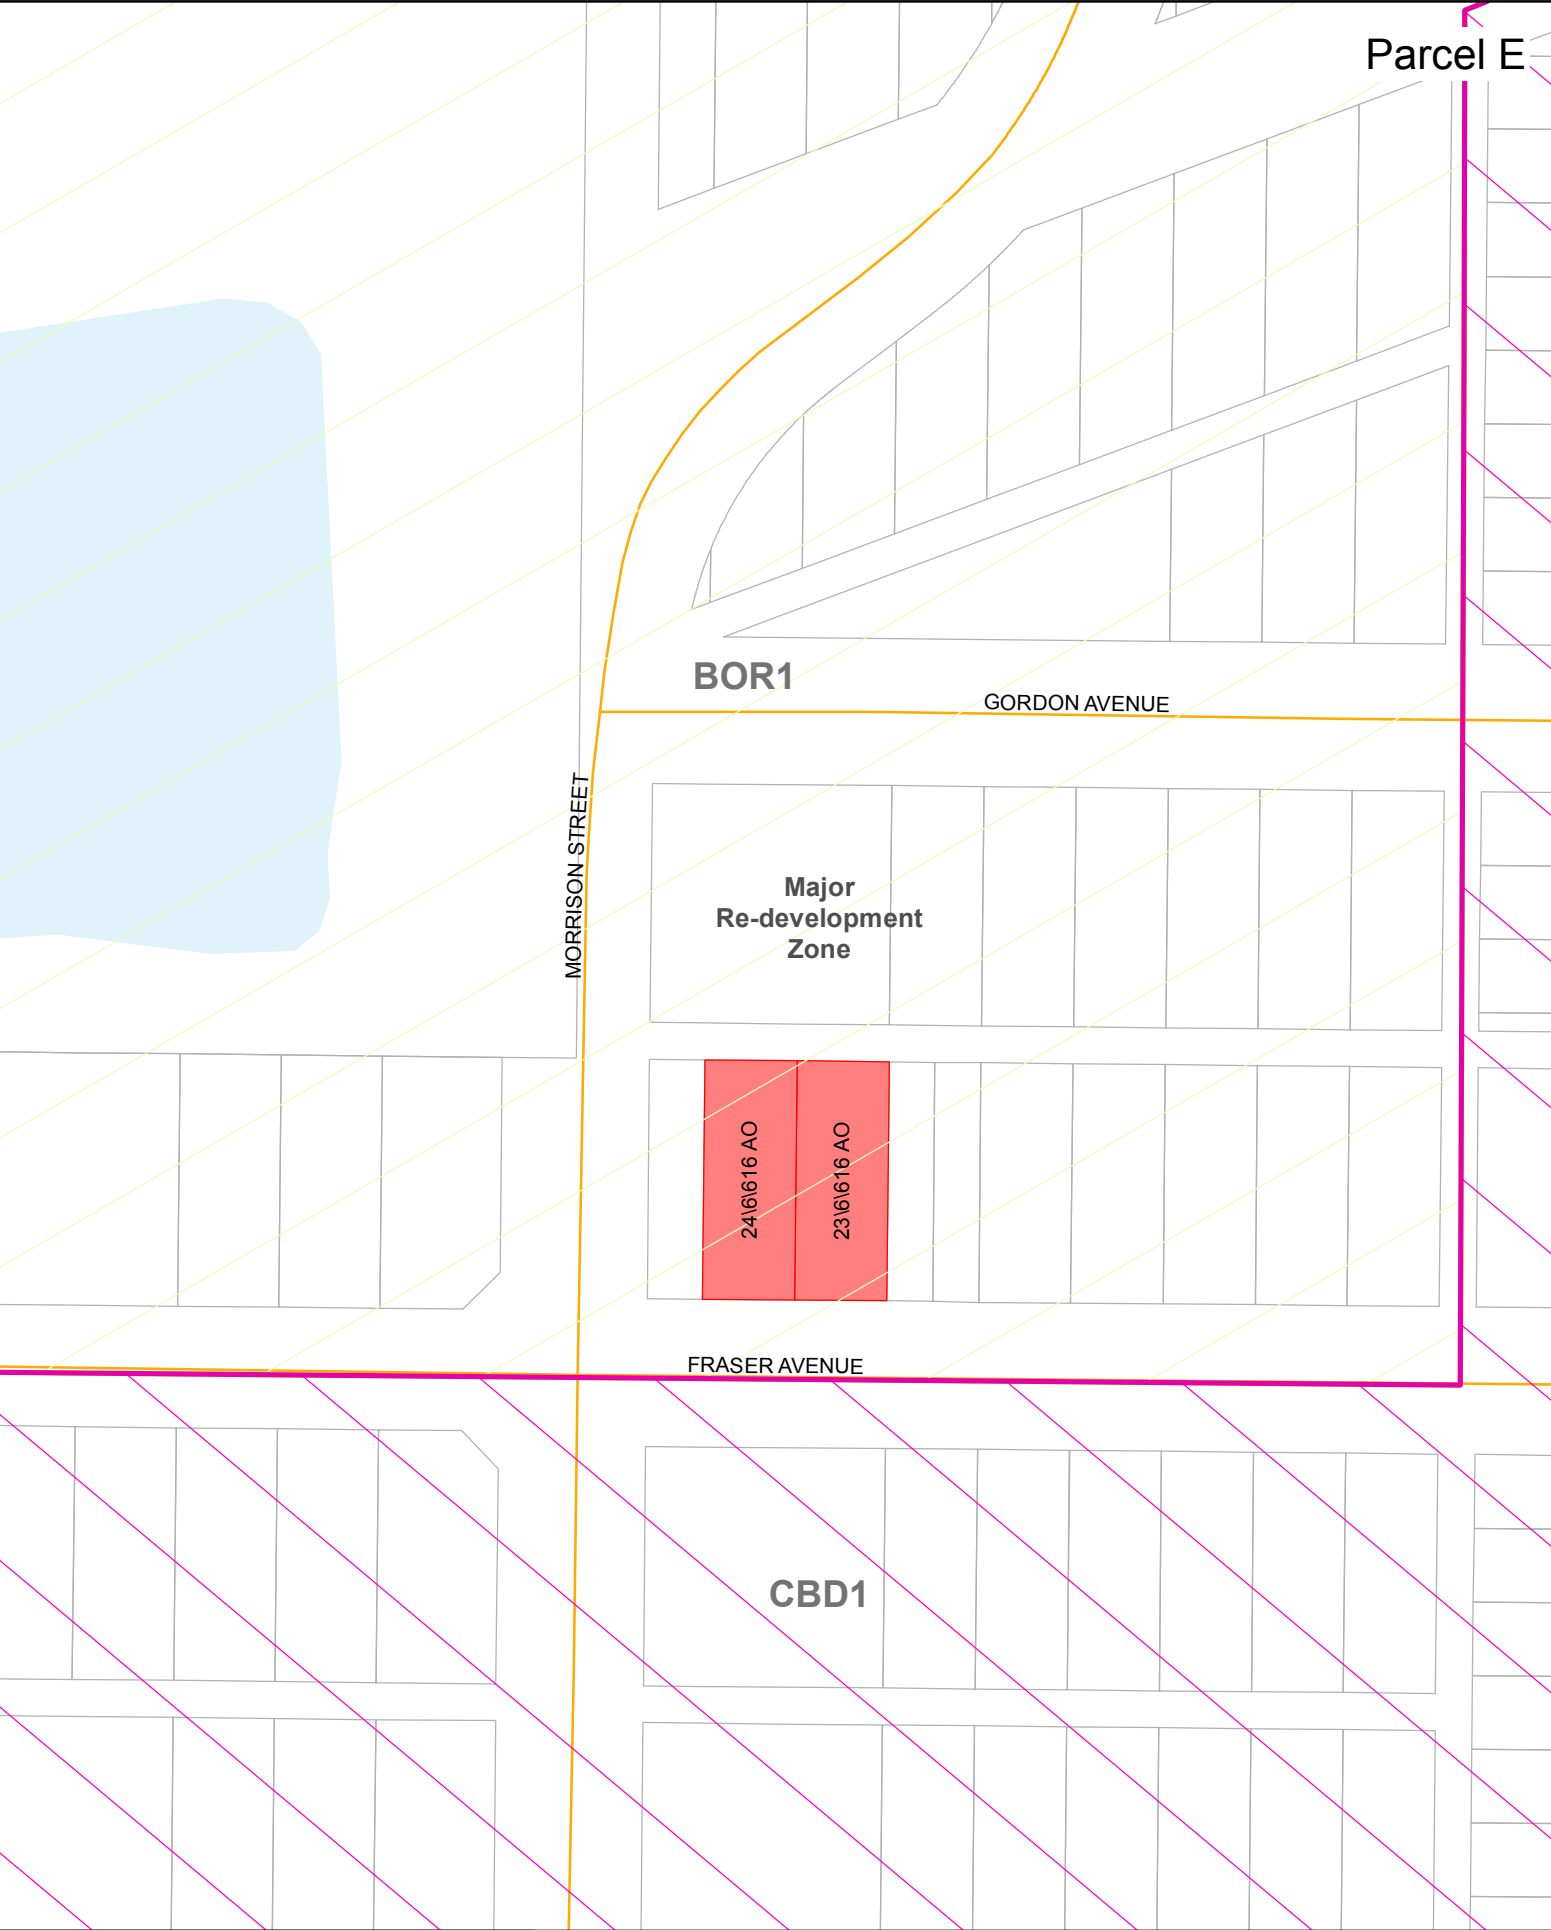 Parcel E
BOR1
GORDON AVENUE
MORRISON STREET
Major
Re-development
Zone
24\6\616 AO
23\6\616 AO
FRASER AVENUE
CBD1